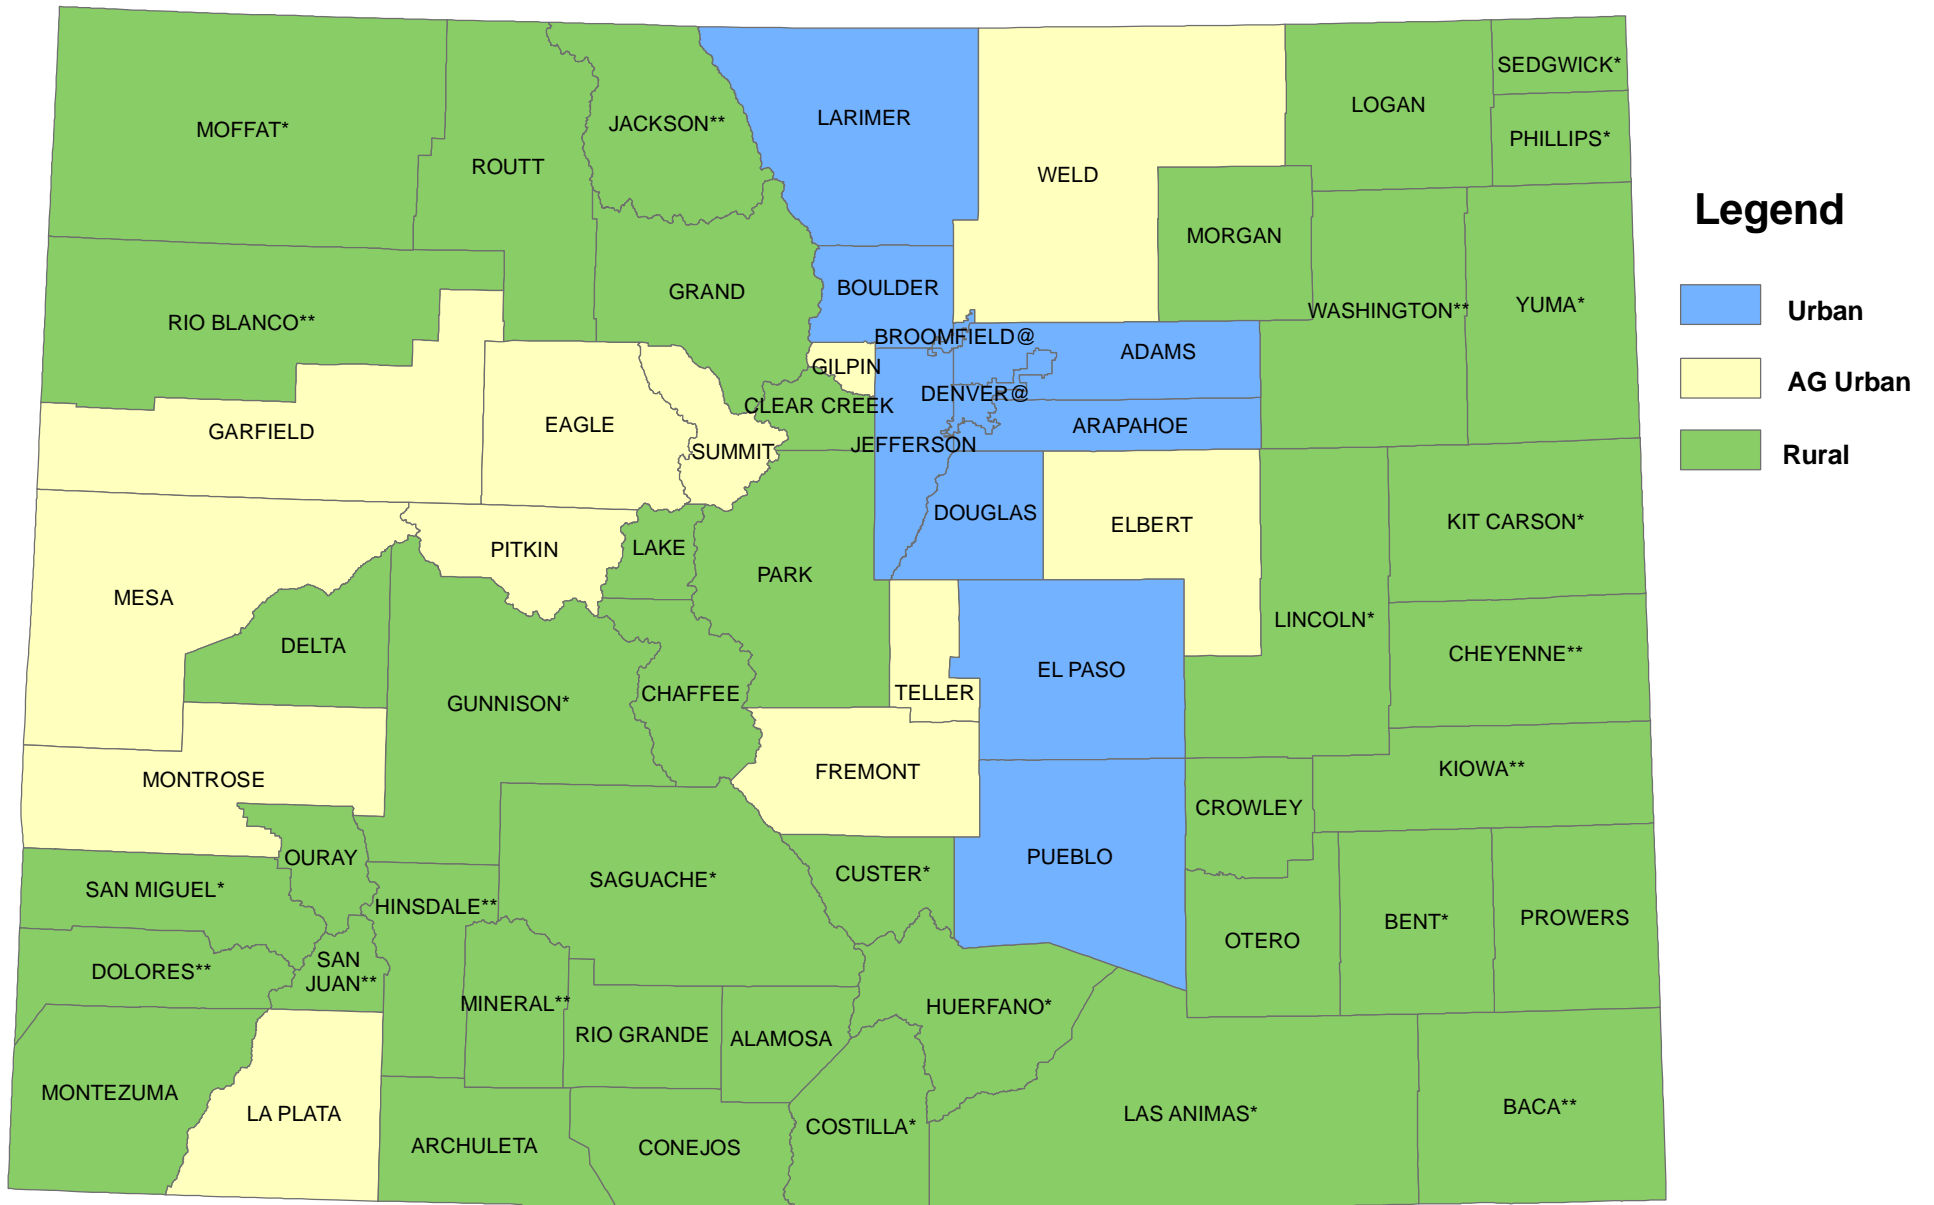 SEDGWICK*
LOGAN
LARIMER
JACKSON**
MOFFAT*
PHILLIPS*
ROUTT
WELD
Legend
MORGAN
BOULDER
GRAND
YUMA*
WASHINGTON**
Urban
RIO BLANCO**
BROOMFIELD@
ADAMS
GILPIN
AG Urban
DENVER@
CLEAR CREEK
EAGLE
ARAPAHOE
GARFIELD
JEFFERSON
SUMMIT
Rural
DOUGLAS
KIT CARSON*
ELBERT
LAKE
PITKIN
PARK
MESA
LINCOLN*
DELTA
CHEYENNE**
EL PASO
TELLER
CHAFFEE
GUNNISON*
KIOWA**
FREMONT
MONTROSE
CROWLEY
PUEBLO
OURAY
CUSTER*
SAGUACHE*
SAN MIGUEL*
HINSDALE**
PROWERS
BENT*
OTERO
SAN
JUAN**
DOLORES**
MINERAL**
HUERFANO*
RIO GRANDE
ALAMOSA
MONTEZUMA
BACA**
LA PLATA
LAS ANIMAS*
COSTILLA*
ARCHULETA
CONEJOS